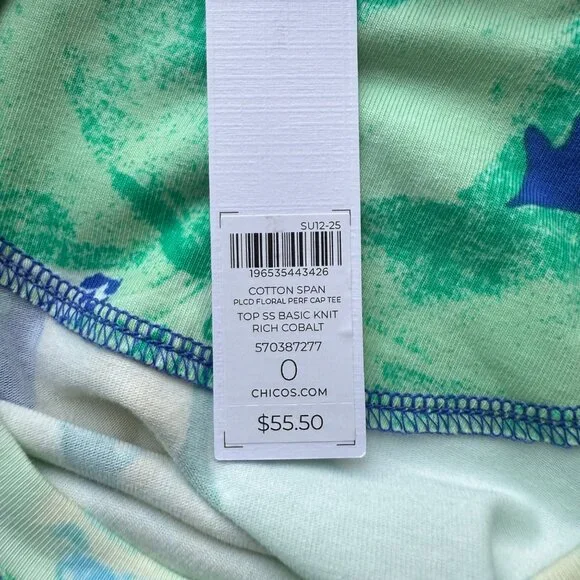 SU12-25
196535443426
COTTON SPAN
PLCD FLORAL PERF CAP TEE
TOP SS BASIC KNIT
RICH COBALT
570387277
0
CHICOS.COM
$55.50